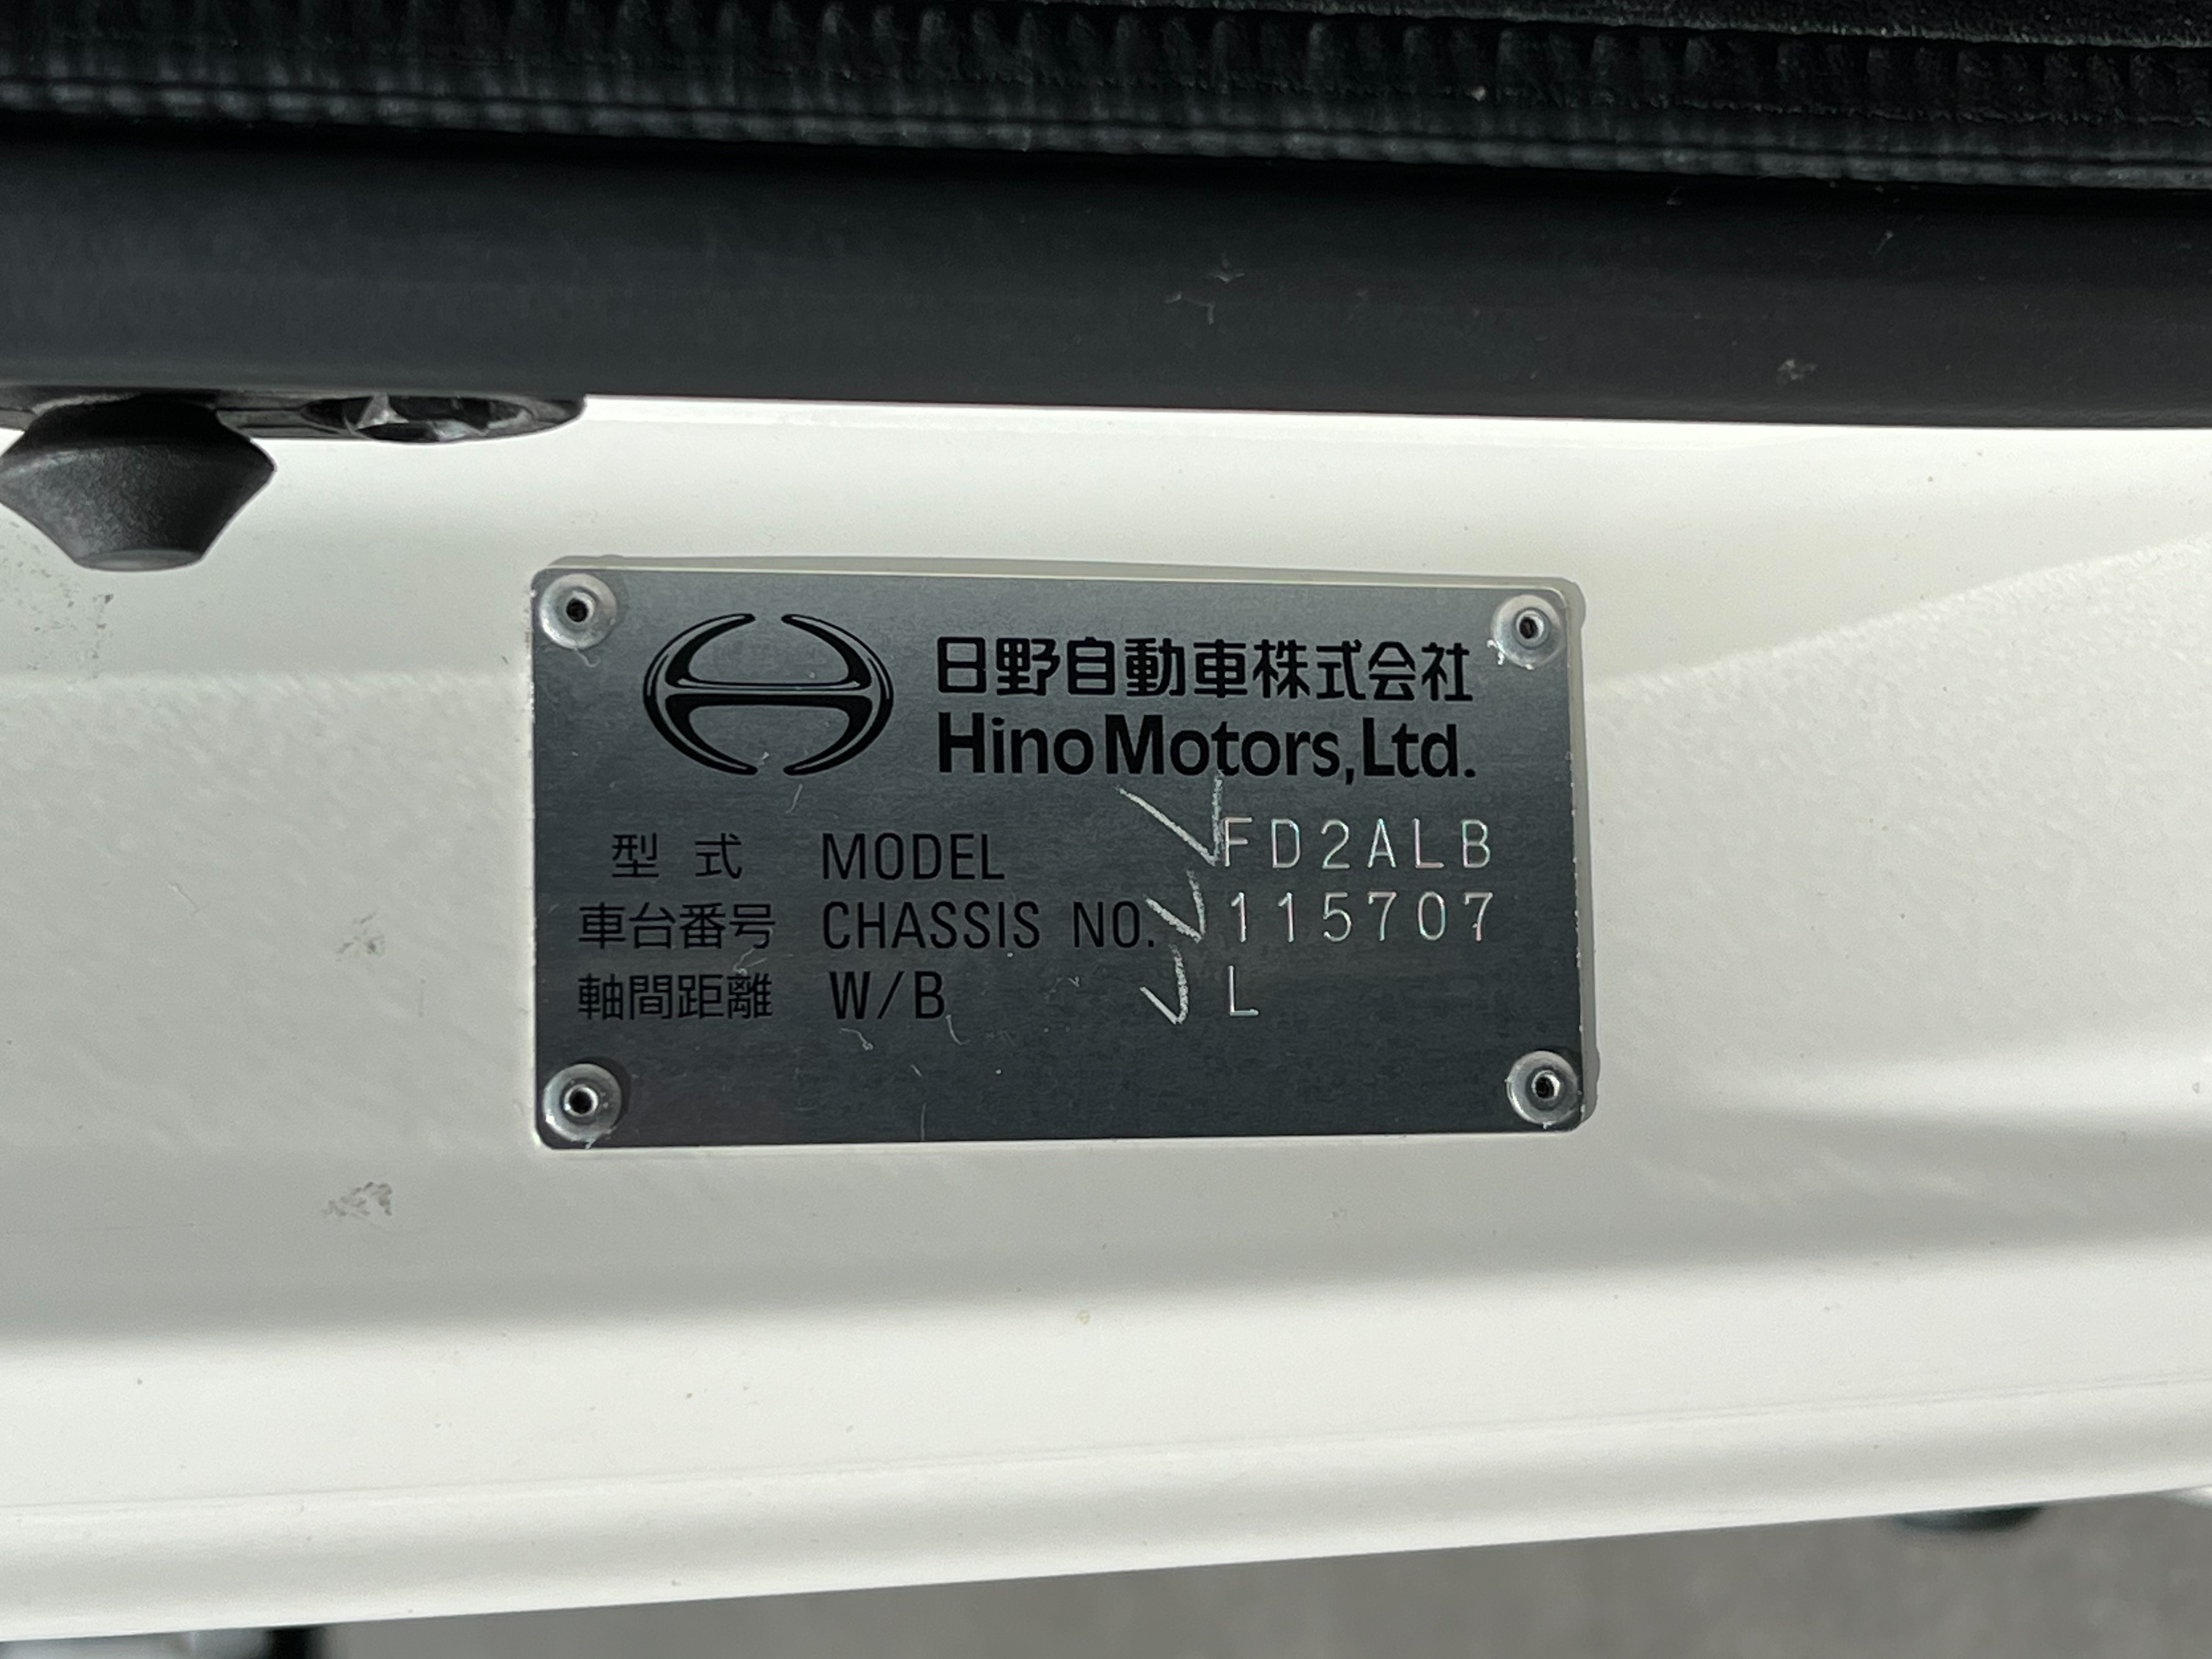 日野自動車株式会社
Hino Motors, Ltd.
型式 MODEL FD2ALB
車台番号 CHASSIS NO. 115707
軸間距離 W/B L